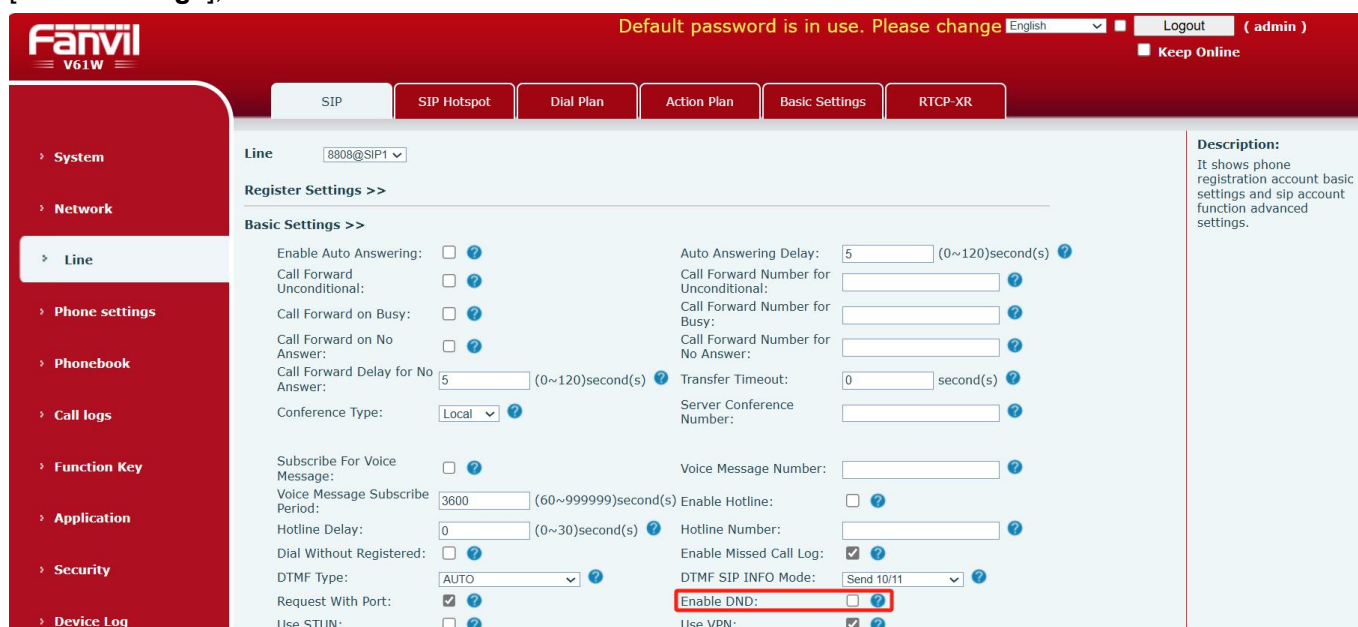 Fanvil
V61W
Default password is in use. Please change English Logout ( admin )
Keep Online
SIP SIP Hotspot Dial Plan Action Plan Basic Settings RTCP-XR
› System
› Network
› Line
› Phone settings
› Phonebook
› Call logs
› Function Key
› Application
› Security
› Device Log
Line 8808@SIP1
Register Settings >>
Basic Settings >>
Enable Auto Answering: ? Auto Answering Delay: 5 (0~120)second(s) ?
Call Forward
Unconditional: ? Call Forward Number for
Unconditional: ?
Call Forward on Busy: ? Call Forward Number for
Busy: ?
Call Forward on No
Answer: ? Call Forward Number for
No Answer: ?
Call Forward Delay for No
Answer: 5 (0~120)second(s) ? Transfer Timeout: 0 second(s) ?
Conference Type: Local ? Server Conference
Number: ?
Subscribe For Voice
Message: ? Voice Message Number: ?
Voice Message Subscribe
Period: 3600 (60~999999)second(s) Enable Hotline: ?
Hotline Delay: 0 (0~30)second(s) ? Hotline Number: ?
Dial Without Registered: ? Enable Missed Call Log: ?
DTMF Type: AUTO ? DTMF SIP INFO Mode: Send 10/11 ?
Request With Port: ? Enable DND: ?
Use STUN: ? Use VPN: ?
Description:
It shows phone
registration account basic
settings and sip account
function advanced
settings.